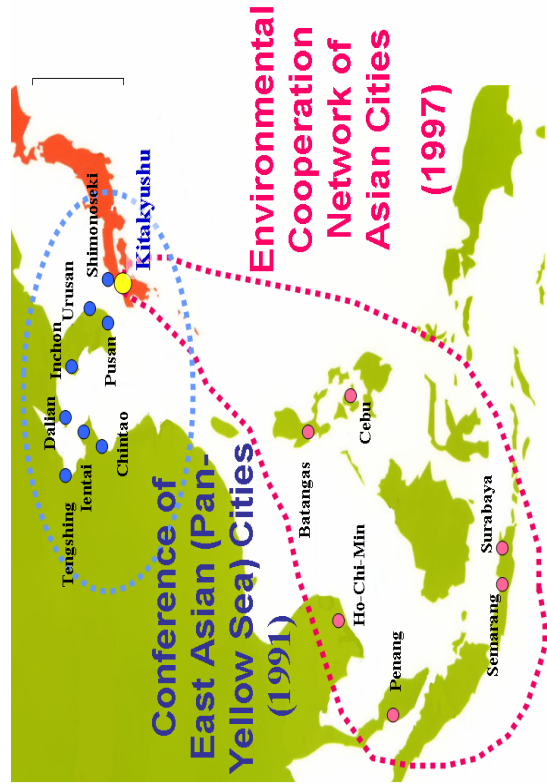 Conference of
East Asian (Pan-
Yellow Sea) Cities
(1991)
Environmental
Cooperation
Network of
Asian Cities
(1997)
Tengshing
Dalian
Ientai
Chintao
Inchon
Urusan
Pusan
Shimonoseki
Kitakyushu
Batangas
Cebu
Ho-Chi-Min
Penang
Semarang
Surabaya